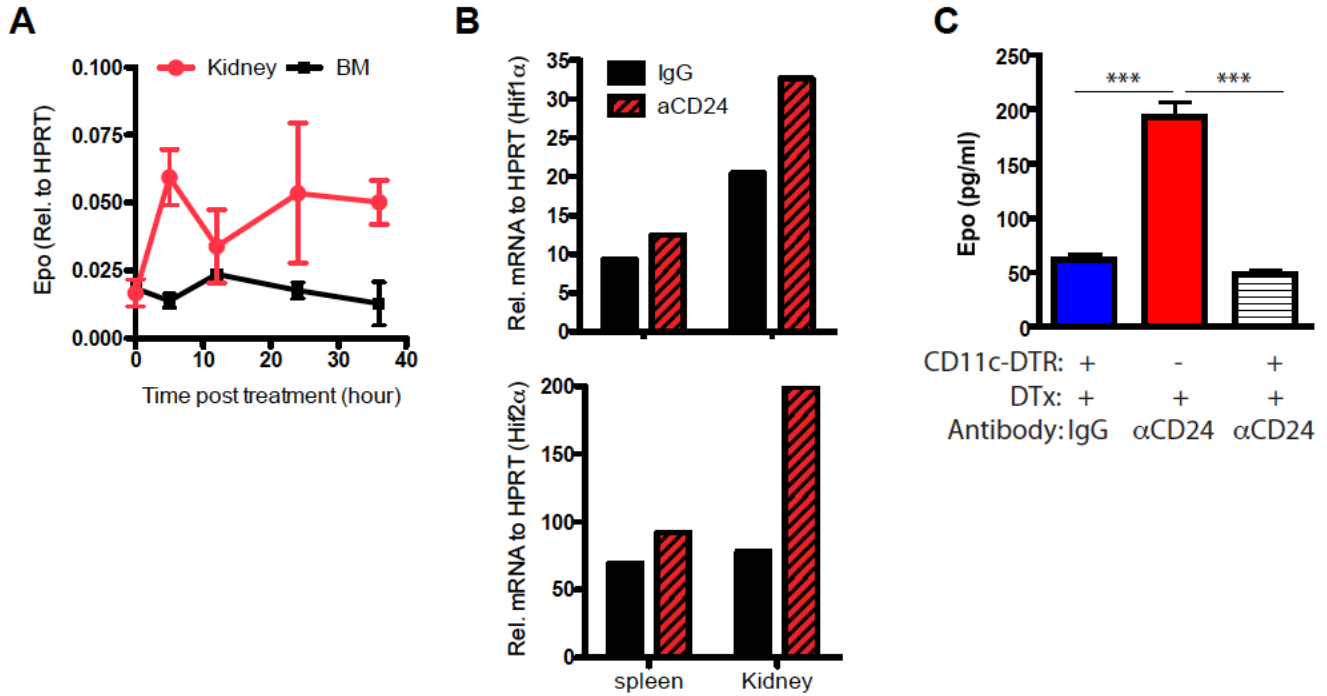 A
Kidney
BM
0.100
0.075
0.050
0.025
0.000
Epo (Rel. to HPRT)
0
10
20
30
40
Time post treatment (hour)
B
IgG
aCD24
35
30
25
20
15
10
5
0
Rel. mRNA to HPRT (Hif1α)
200
150
100
50
0
Rel. mRNA to HPRT (Hif2α)
spleen
Kidney
C
250
200
150
100
50
0
Epo (pg/ml)
*** ***
CD11c-DTR: + - +
DTx: + + +
Antibody: IgG αCD24 αCD24